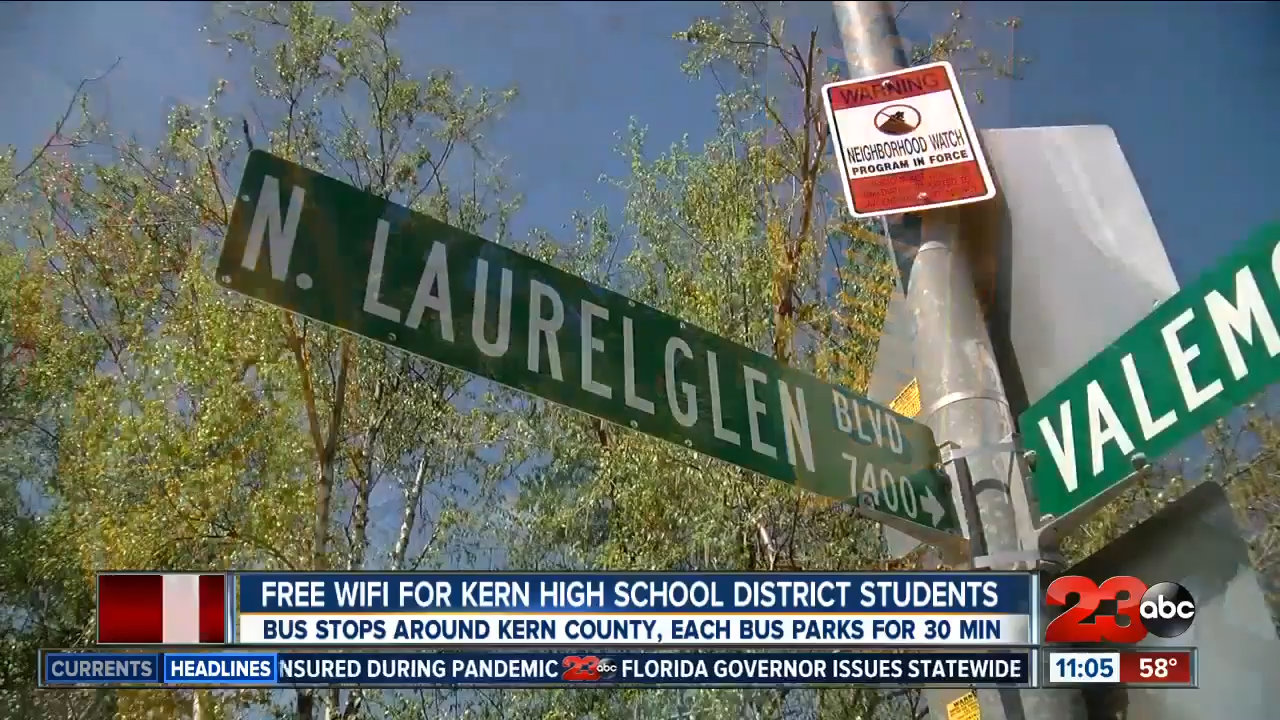 WARNING
NEIGHBORHOOD WATCH
PROGRAM IN FORCE
N. LAURELGLEN BLVD
7400
VALEM
FREE WIFI FOR KERN HIGH SCHOOL DISTRICT STUDENTS
BUS STOPS AROUND KERN COUNTY, EACH BUS PARKS FOR 30 MIN
23 abc
CURRENTS HEADLINES NSURED DURING PANDEMIC 23 abc FLORIDA GOVERNOR ISSUES STATEWIDE
11:05 58°